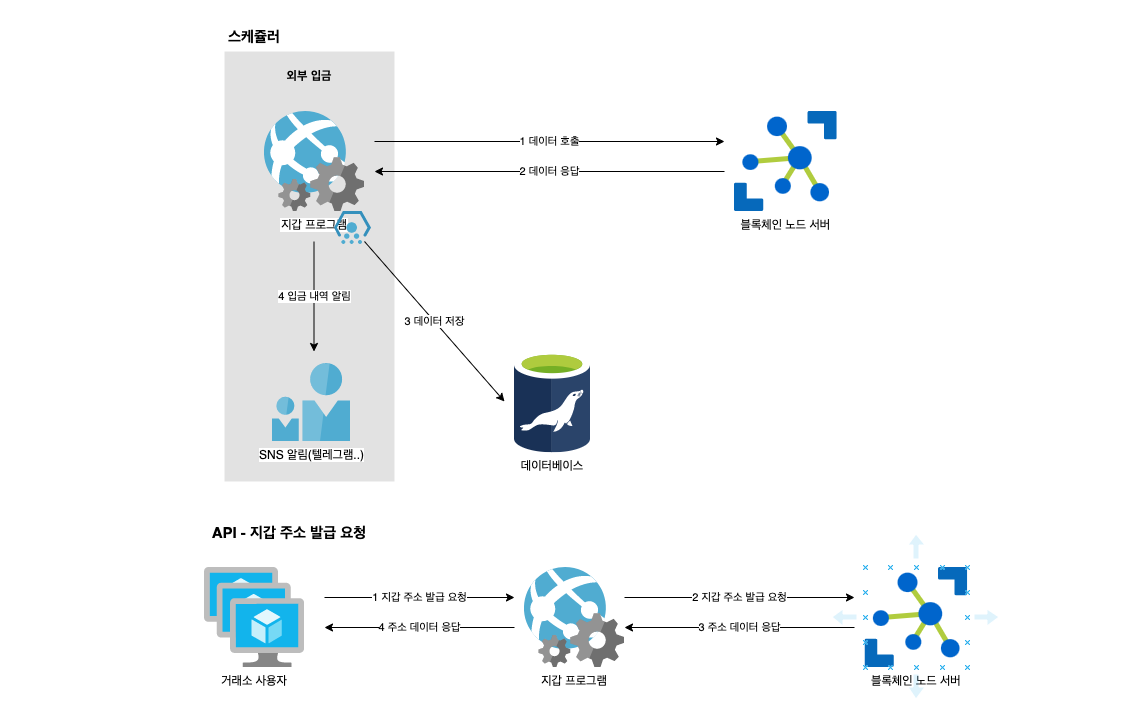 스케쥴러
외부 입금
1 데이터 호출
2 데이터 응답
지갑 프로그램
블록체인 노드 서버
4 입금 내역 알림
3 데이터 저장
SNS 알림(텔레그램..)
데이터베이스
API - 지갑 주소 발급 요청
1 지갑 주소 발급 요청
2 지갑 주소 발급 요청
4 주소 데이터 응답
3 주소 데이터 응답
거래소 사용자
지갑 프로그램
블록체인 노드 서버